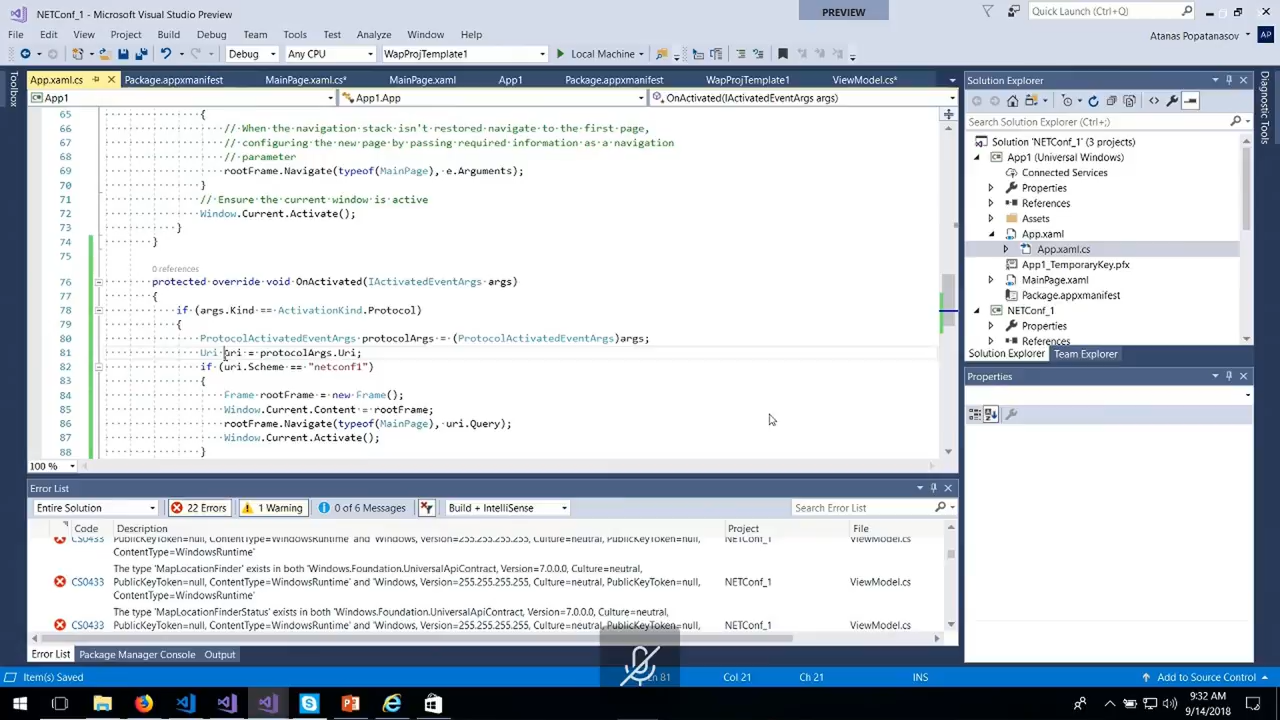 NETConf_1 - Microsoft Visual Studio Preview
PREVIEW
Quick Launch (Ctrl+Q)
File Edit View Project Build Debug Team Tools Test Analyze Window Help
Atanas Popatanasov AP
Debug Any CPU WapProjTemplate1 Local Machine
Toolbox
App.xaml.cs Package.appxmanifest MainPage.xaml.cs* MainPage.xaml App1 Package.appxmanifest WapProjTemplate1 ViewModel.cs*
App1 App1.App OnActivated(IActivatedEventArgs args)
65 {
66 // When the navigation stack isn't restored navigate to the first page,
67 // configuring the new page by passing required information as a navigation
68 // parameter
69 rootFrame.Navigate(typeof(MainPage), e.Arguments);
70 }
71 // Ensure the current window is active
72 Window.Current.Activate();
73 }
74 }
75
0 references
76 protected override void OnActivated(IActivatedEventArgs args)
77 {
78 if (args.Kind == ActivationKind.Protocol)
79 {
80 ProtocolActivatedEventArgs protocolArgs = (ProtocolActivatedEventArgs)args;
81 Uri uri = protocolArgs.Uri;
82 if (uri.Scheme == "netconf1")
83 {
84 Frame rootFrame = new Frame();
85 Window.Current.Content = rootFrame;
86 rootFrame.Navigate(typeof(MainPage), uri.Query);
87 Window.Current.Activate();
88 }
100 %
Solution Explorer
Search Solution Explorer (Ctrl+;)
Solution 'NETConf_1' (3 projects)
App1 (Universal Windows)
Connected Services
Properties
References
Assets
App.xaml
App.xaml.cs
App1_TemporaryKey.pfx
MainPage.xaml
Package.appxmanifest
NETConf_1
Properties
References
Solution Explorer Team Explorer
Properties
Diagnostic Tools
Error List
Entire Solution 22 Errors 1 Warning 0 of 6 Messages Build + IntelliSense Search Error List
Code Description Project File
CS0433 PublicKeyToken=null, ContentType=WindowsRuntime' and 'Windows, Version=255.255.255.255, Culture=neutral, PublicKeyToken=null, NETConf_1 ViewModel.cs
ContentType=WindowsRuntime'
The type 'MapLocationFinder' exists in both 'Windows.Foundation.UniversalApiContract, Version=7.0.0.0, Culture=neutral,
CS0433 PublicKeyToken=null, ContentType=WindowsRuntime' and 'Windows, Version=255.255.255.255, Culture=neutral, PublicKeyToken=null, NETConf_1 ViewModel.cs
ContentType=WindowsRuntime'
The type 'MapLocationFinderStatus' exists in both 'Windows.Foundation.UniversalApiContract, Version=7.0.0.0, Culture=neutral,
CS0433 PublicKeyToken=null, ContentType=WindowsRuntime' and 'Windows, Version=255.255.255.255, Culture=neutral, PublicKeyToken=null, NETConf_1 ViewModel.cs
Error List Package Manager Console Output
Item(s) Saved Ln 81 Col 21 Ch 21 INS Add to Source Control
9:32 AM
9/14/2018